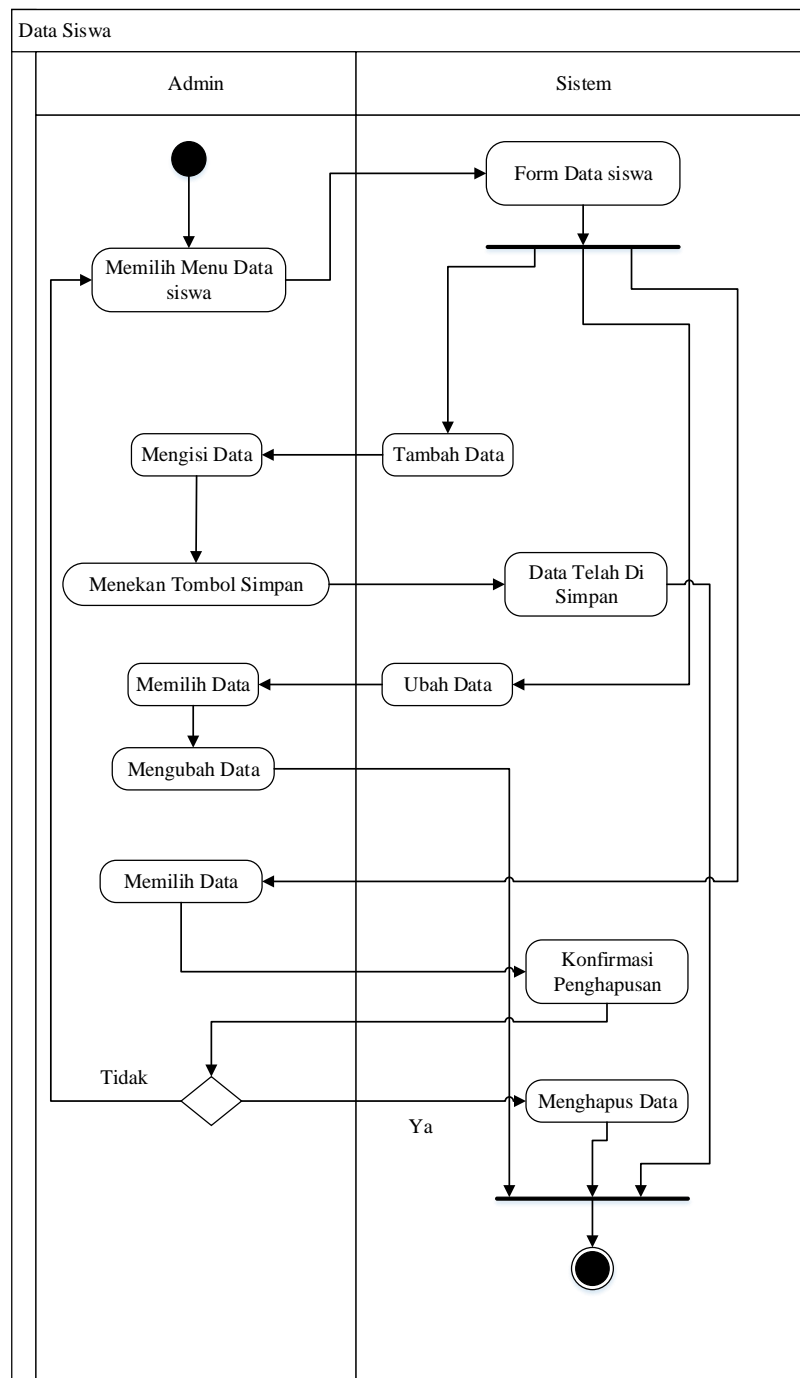 Data Siswa
Admin
Sistem
Form Data siswa
Memilih Menu Data
siswa
Mengisi Data
Tambah Data
Menekan Tombol Simpan
Data Telah Di
Simpan
Memilih Data
Ubah Data
Mengubah Data
Memilih Data
Konfirmasi
Penghapusan
Tidak
Menghapus Data
Ya